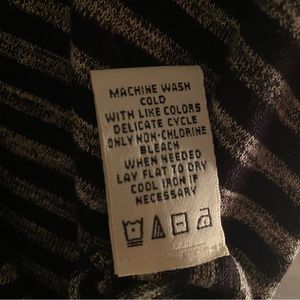 MACHINE WASH
COLD
WITH LIKE COLORS
DELICATE CYCLE
ONLY NON-CHLORINE
BLEACH
WHEN NEEDED
LAY FLAT TO DRY
COOL IRON IF
NECESSARY